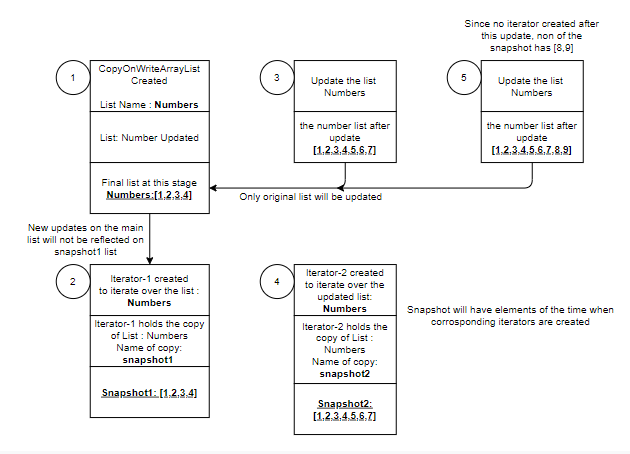 Since no iterator created after
this update, non of the
snapshot has [8,9]
1
CopyOnWriteArrayList
Created
List Name : Numbers
List: Number Updated
Final list at this stage
Numbers:[1,2,3,4]
3
Update the list
Numbers
the number list after
update
[1,2,3,4,5,6,7]
5
Update the list
Numbers
the number list after
update
[1,2,3,4,5,6,7,8,9]
Only original list will be updated
New updates on the main
list will not be reflected on
snapshot1 list
2
Iterator-1 created
to iterate over the list :
Numbers
Iterator-1 holds the copy
of List : Numbers
Name of copy:
snapshot1
Snapshot1: [1,2,3,4]
4
Iterator-2 created
to iterate over the
updated list:
Numbers
Iterator-2 holds the
copy of List :
Numbers
Name of copy:
snapshot2
Snapshot2:
[1,2,3,4,5,6,7]
Snapshot will have elements of the time when
corrosponding iterators are created